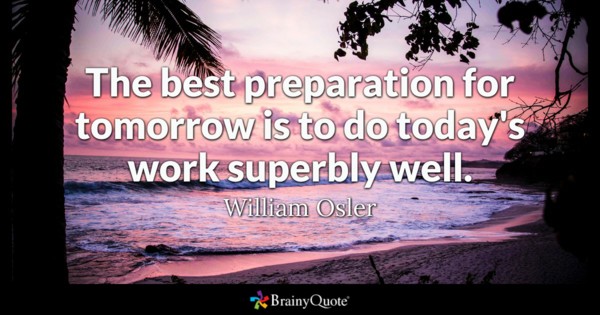 The best preparation for
tomorrow is to do today's
work superbly well.
William Osler
BrainyQuote®